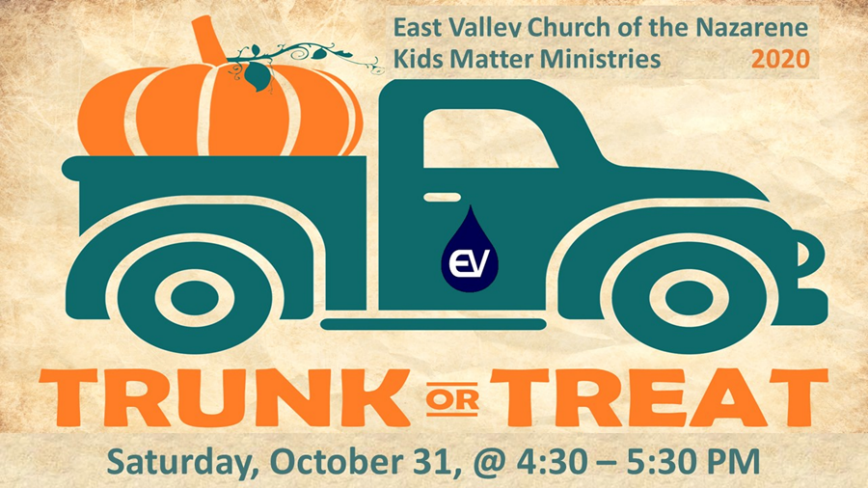 East Valley Church of the Nazarene
Kids Matter Ministries 2020
EV
TRUNK OR TREAT
Saturday, October 31, @ 4:30 – 5:30 PM